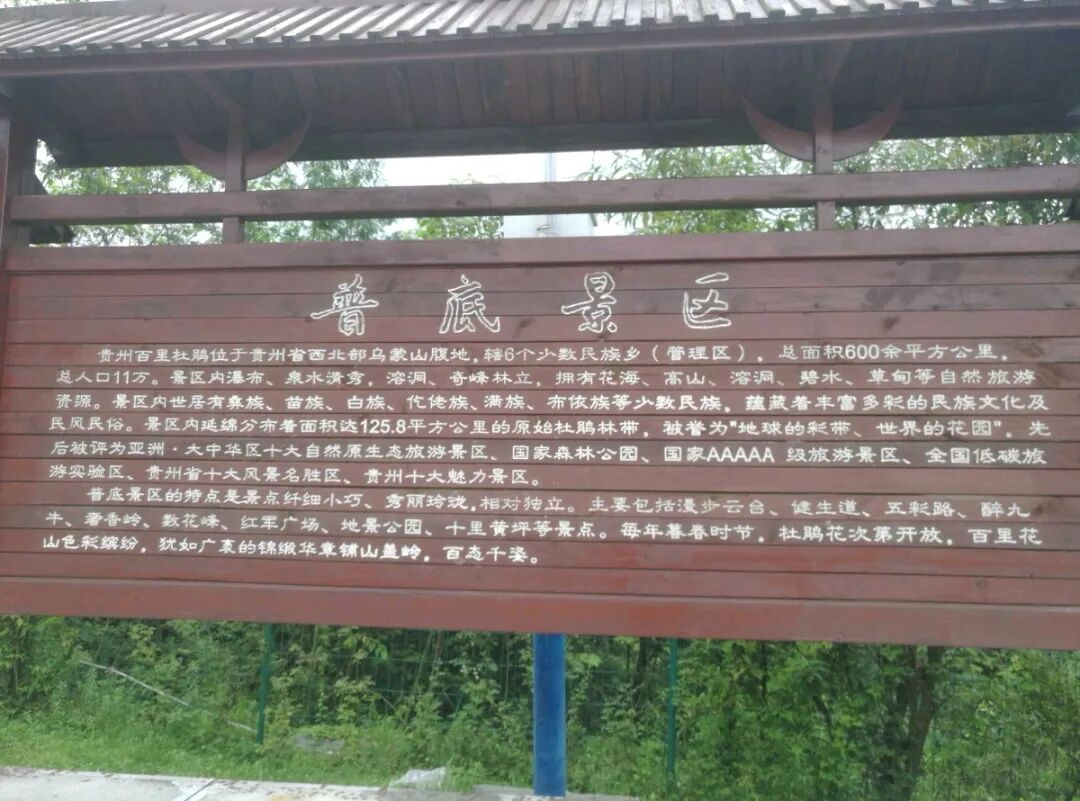 普底景区
贵州百里杜鹃位于贵州省西北部乌蒙山腹地，辖6个少数民族乡（管理区），总面积600余平方公里，
总人口11万。景区内瀑布、泉水清秀，溶洞、奇峰林立，拥有花海、高山、溶洞、碧水、草甸等自然旅游
资源。景区内世居有彝族、苗族、白族、仡佬族、满族、布依族等少数民族，蕴藏着丰富多彩的民族文化及
民风民俗。景区内延绵分布着面积达125.8平方公里的原始杜鹃林带，被誉为"地球的彩带、世界的花园"，先
后被评为亚洲·大中华区十大自然原生态旅游景区、国家森林公园、国家AAAAA 级旅游景区、全国低碳旅
游实验区、贵州省十大风景名胜区、贵州十大魅力景区。
普底景区的特点是景点纤细小巧、秀丽玲珑，相对独立。主要包括漫步云台、健生道、五彩路、醉九
牛、奢香岭、数花峰、红军广场、地景公园、十里黄坪等景点。每年暮春时节，杜鹃花次第开放，百里花
山色彩缤纷，犹如广袤的锦缎华章铺山盖岭，百态千姿。